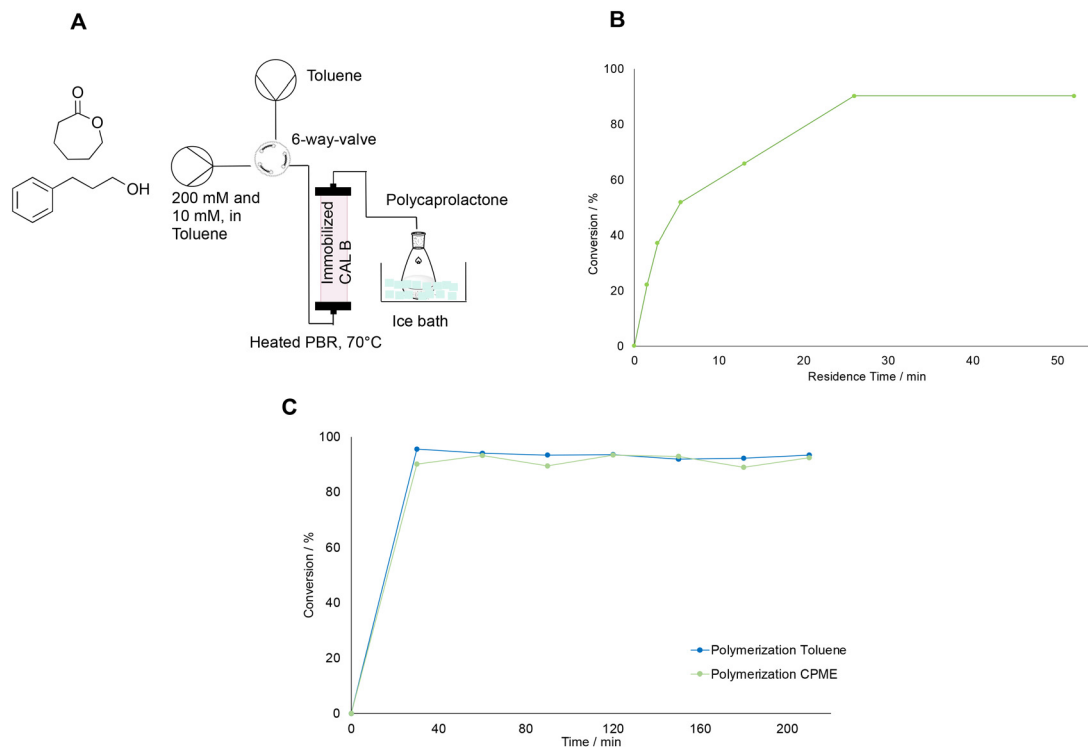 A
O
O
OH
200 mM and
10 mM, in
Toluene
Toluene
6-way-valve
Immobilized
CAL B
Polycaprolactone
Ice bath
Heated PBR, 70°C
B
100
80
60
40
20
0
Conversion / %
0 10 20 30 40 50
Residence Time / min
C
100
80
60
40
20
0
Conversion / %
0 40 80 120 160 200
Time / min
Polymerization Toluene
Polymerization CPME